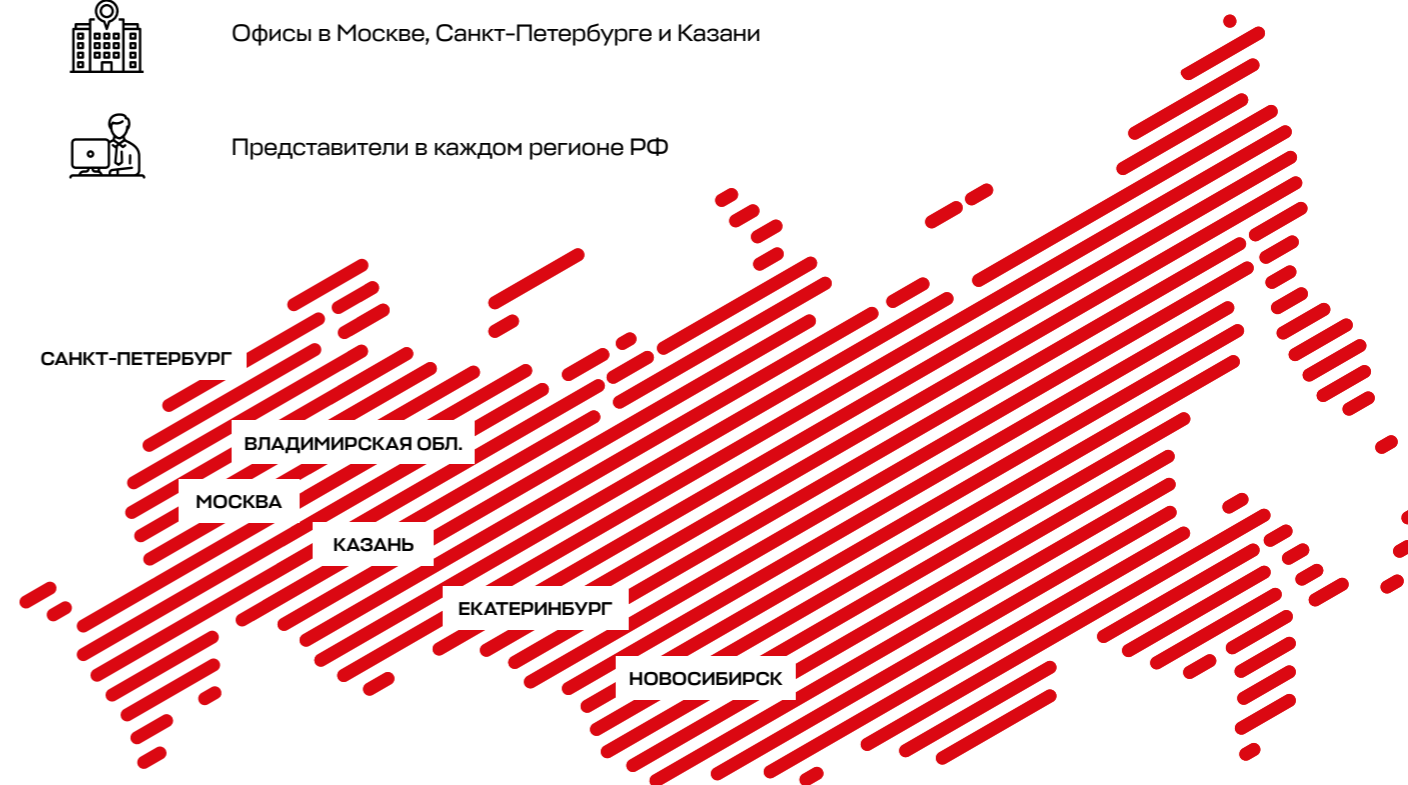 Офисы в Москве, Санкт-Петербурге и Казани
Представители в каждом регионе РФ
САНКТ-ПЕТЕРБУРГ
ВЛАДИМИРСКАЯ ОБЛ.
МОСКВА
КАЗАНЬ
ЕКАТЕРИНБУРГ
НОВОСИБИРСК